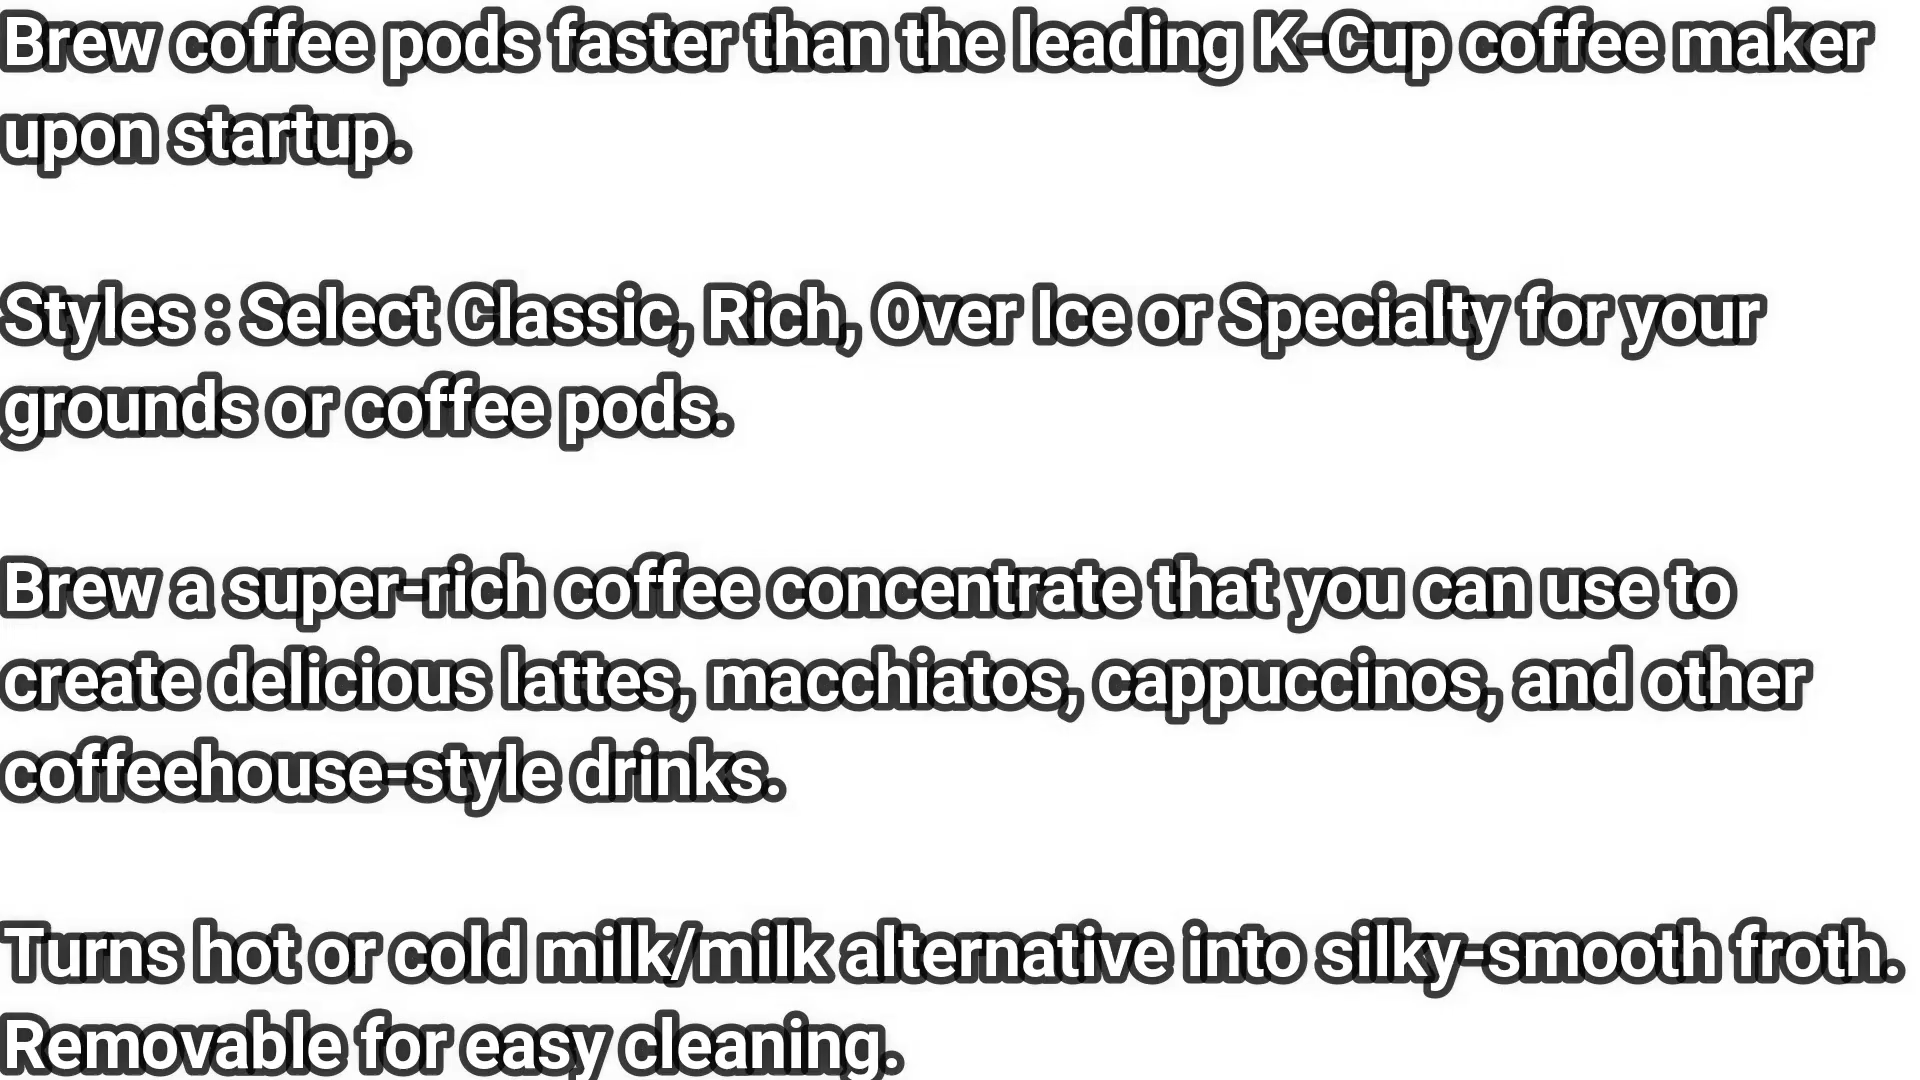 Brew coffee pods faster than the leading K-Cup coffee maker
upon startup.
Styles : Select Classic, Rich, Over Ice or Specialty for your
grounds or coffee pods.
Brew a super-rich coffee concentrate that you can use to
create delicious lattes, macchiatos, cappuccinos, and other
coffeehouse-style drinks.
Turns hot or cold milk/milk alternative into silky-smooth froth.
Removable for easy cleaning.